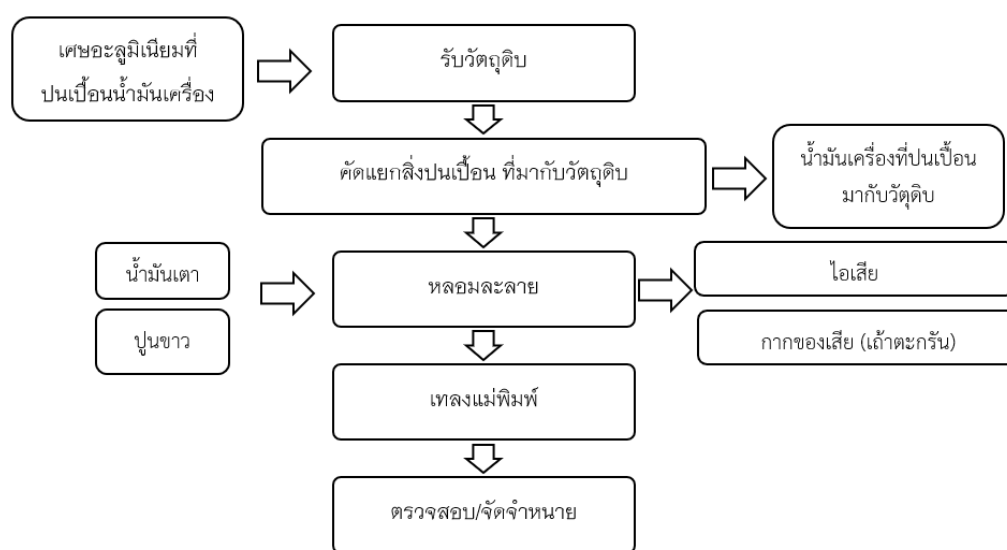 เศษอะลูมิเนียมที่
ปนเปื้อนน้ำมันเครื่อง
รับวัตถุดิบ
คัดแยกสิ่งปนเปื้อน ที่มากับวัตถุดิบ
น้ำมันเครื่องที่ปนเปื้อน
มากับวัตุดิบ
น้ำมันเตา
ปูนขาว
หลอมละลาย
ไอเสีย
กากของเสีย (เถ้าตะกรัน)
เทลงแม่พิมพ์
ตรวจสอบ/จัดจำหนาย